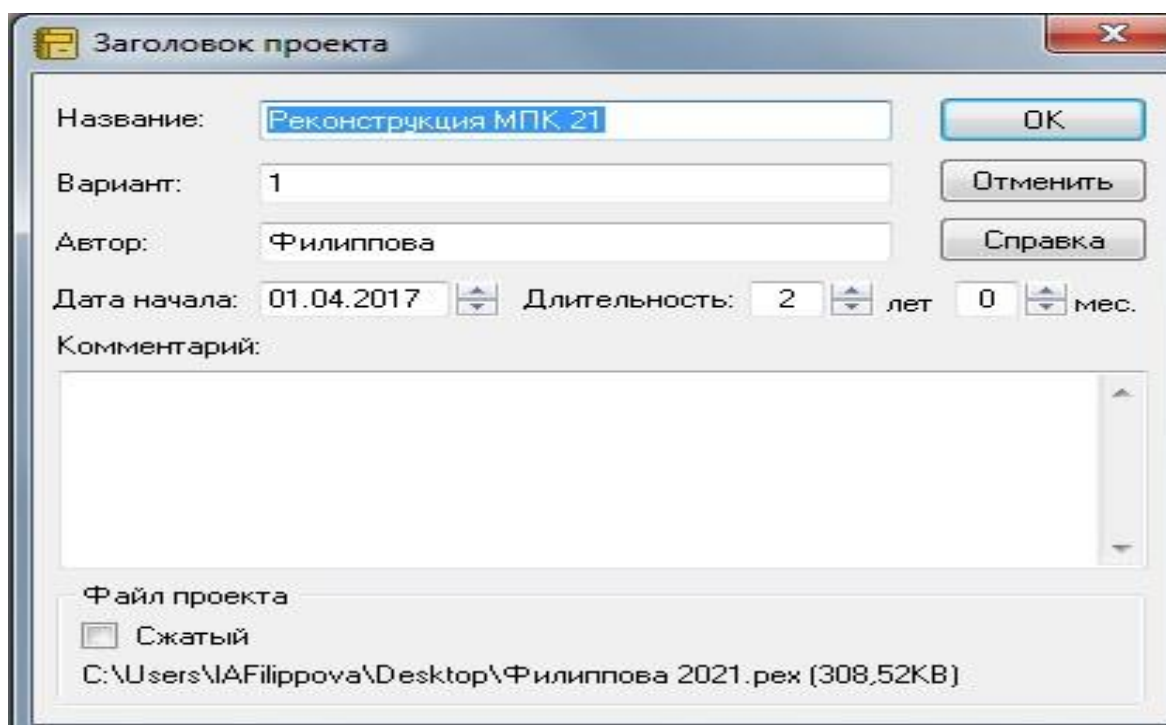 Заголовок проекта
Название: Реконструкция МПК 21 ОК
Вариант: 1 Отменить
Автор: Филиппова Справка
Дата начала: 01.04.2017 Длительность: 2 лет 0 мес.
Комментарий:
Файл проекта
Сжатый
C:\Users\IAFilippova\Desktop\Филиппова 2021.pex (308,52KB)